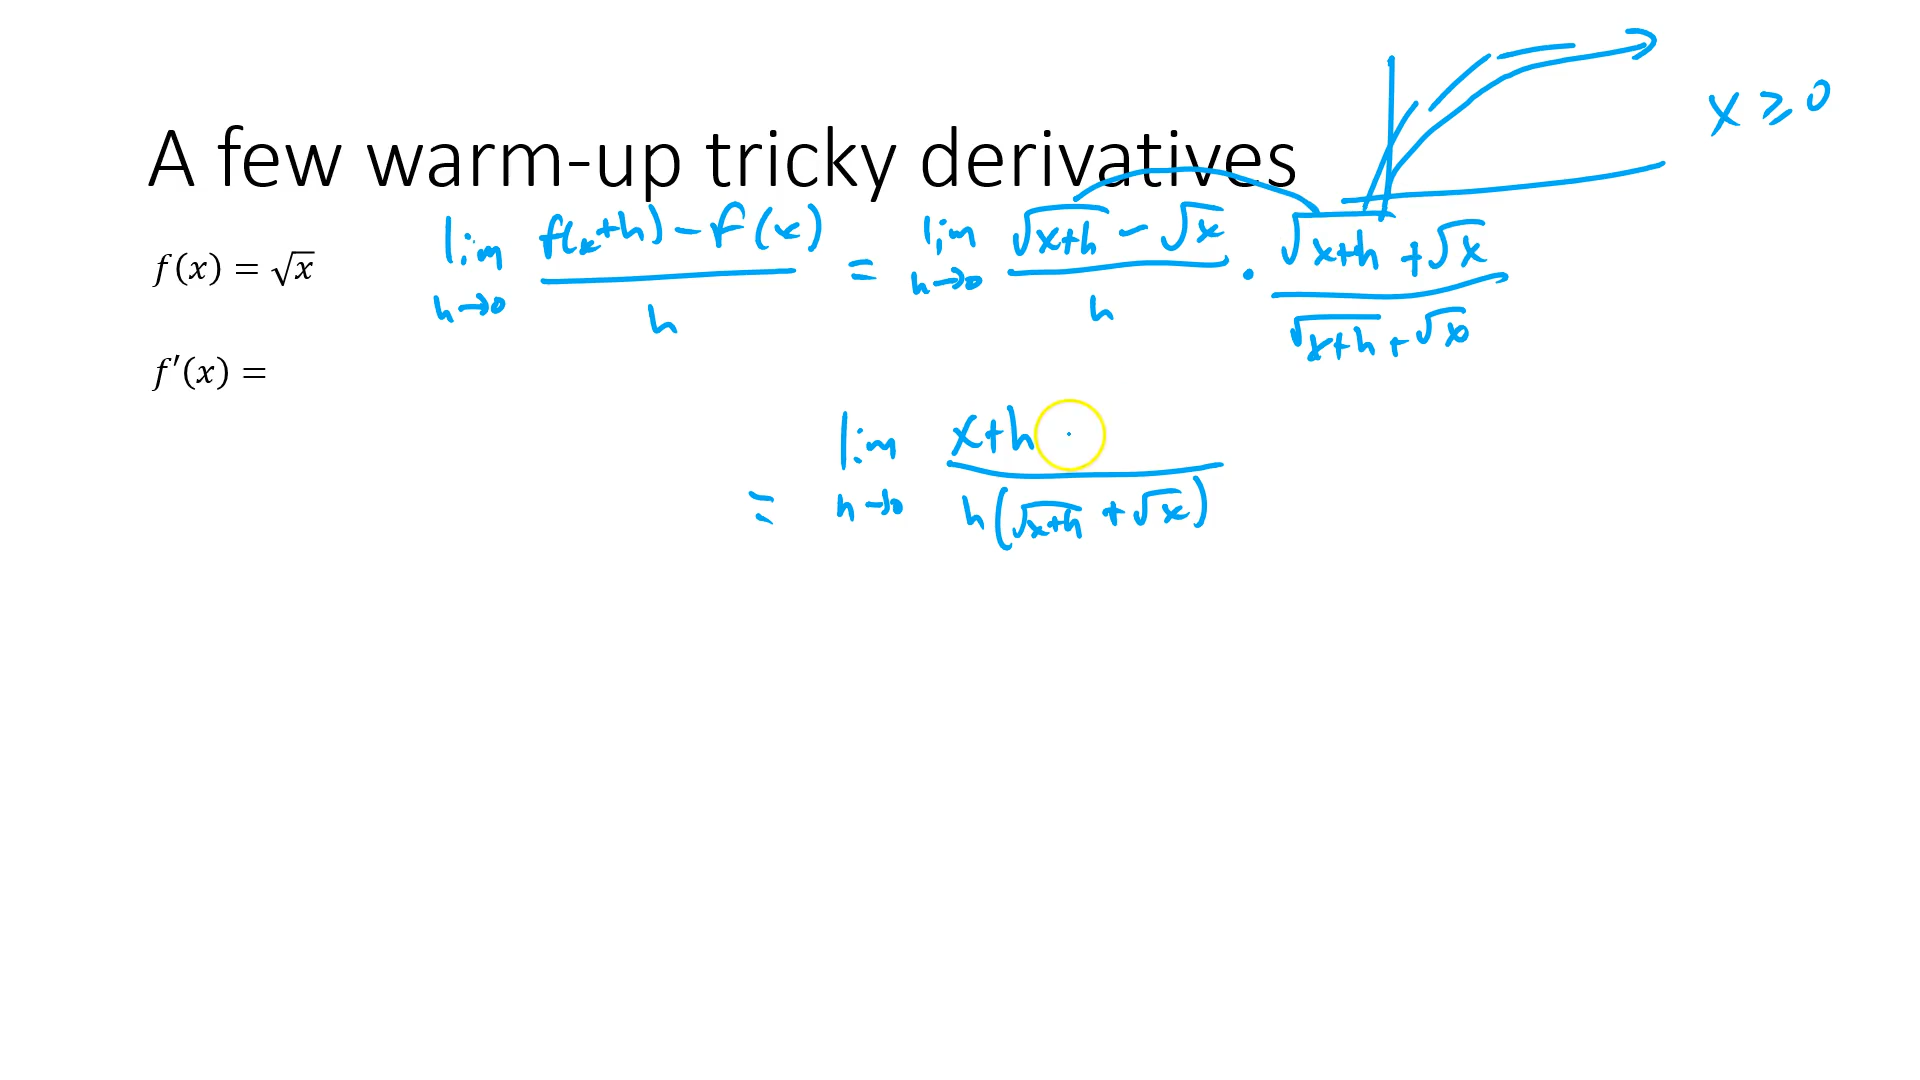 x ≥ 0
A few warm-up tricky derivatives
f(x) = √x
lim h→0 f(x+h) − f(x) / h = lim h→0 √x+h − √x / h · √x+h + √x / √x+h + √x
f′(x) =
= lim h→0 x+h / h(√x+h + √x)